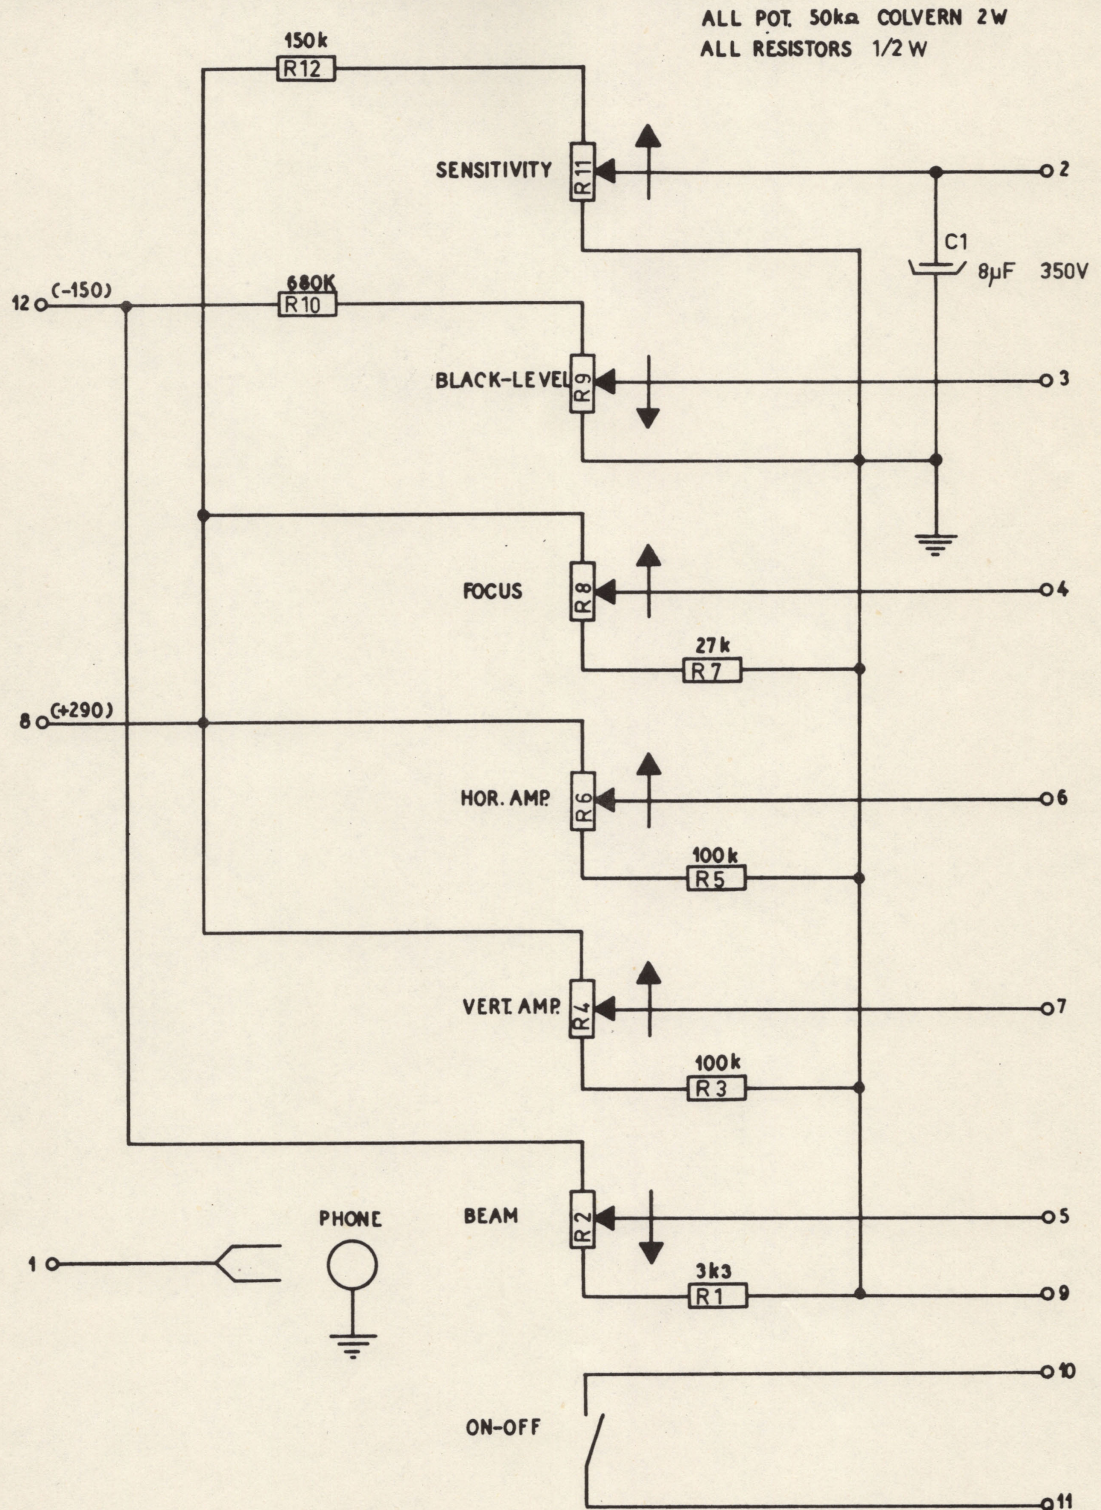 ALL POT. 50kΩ COLVERN 2W
ALL RESISTORS 1/2 W
150k
R12
SENSITIVITY
R11
2
C1
8µF 350V
12
(-150)
680K
R10
BLACK-LEVEL
R9
3
FOCUS
R8
4
27k
R7
8
(+290)
HOR. AMP.
R6
6
100k
R5
VERT. AMP.
R4
7
100k
R3
PHONE
BEAM
R2
5
1
3k3
R1
9
10
ON-OFF
11